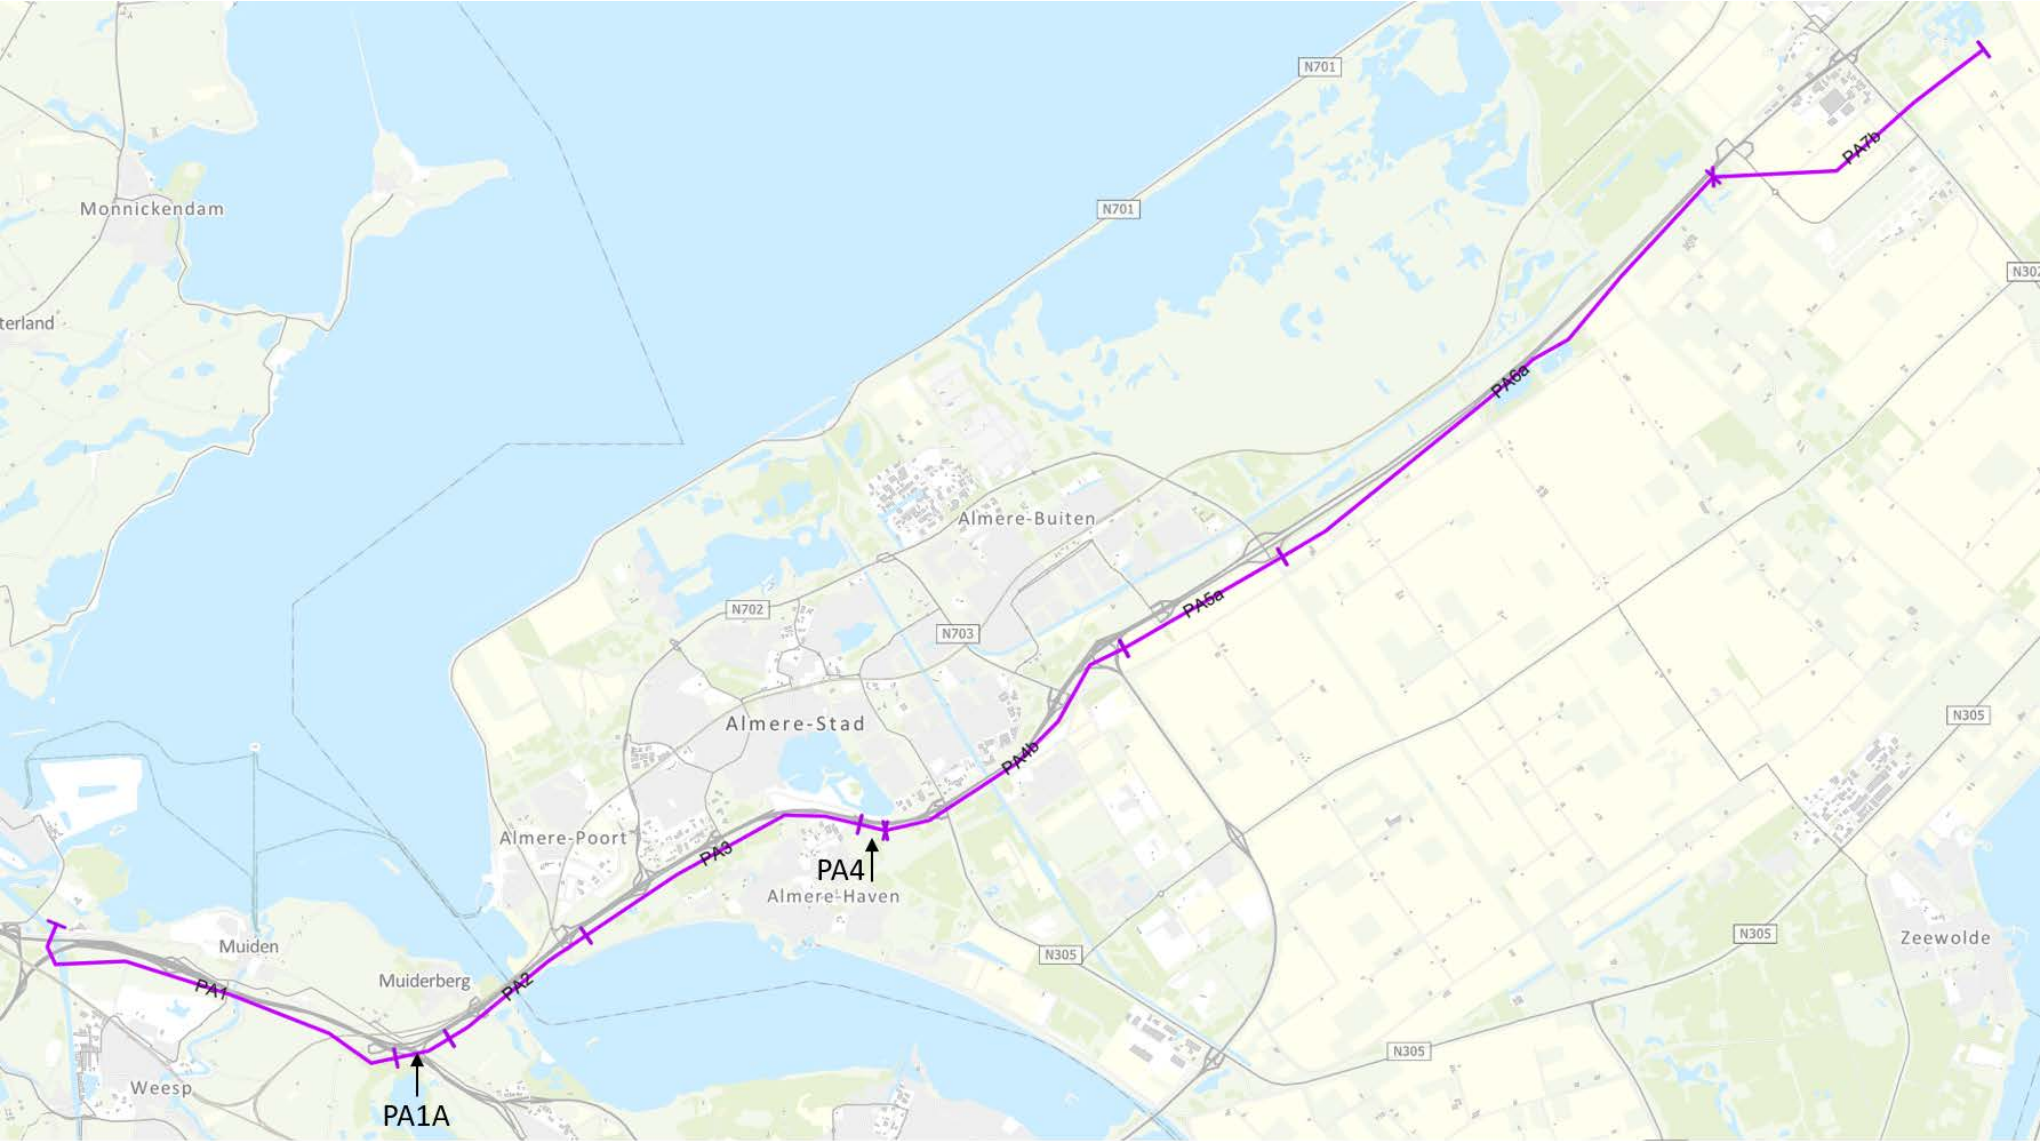 N701
PA7b
Monnickendam
N701
N302
terland
PA6a
Almere-Buiten
N702
PA5a
N703
N305
Almere-Stad
PA4b
Almere-Poort
PA3
PA4
Almere-Haven
N305
Zeewolde
Muiden
N305
Muiderberg
PA2
PA1
N305
Weesp
PA1A